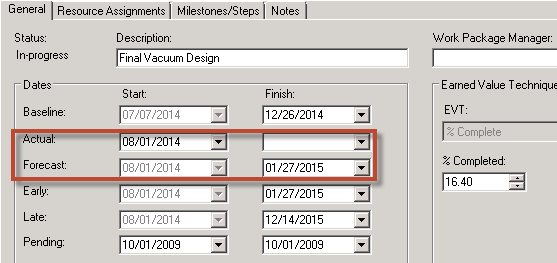 General Resource Assignments Milestones/Steps Notes
Status: Description: Work Package Manager:
In-progress Final Vacuum Design
Dates Earned Value Technique
Start: Finish: EVT:
Baseline: 07/07/2014 12/26/2014
% Complete
Actual: 08/01/2014
Forecast: 08/01/2014 01/27/2015 % Completed:
16.40
Early: 08/01/2014 01/27/2015
Late: 08/01/2014 12/14/2015
Pending: 10/01/2009 10/01/2009